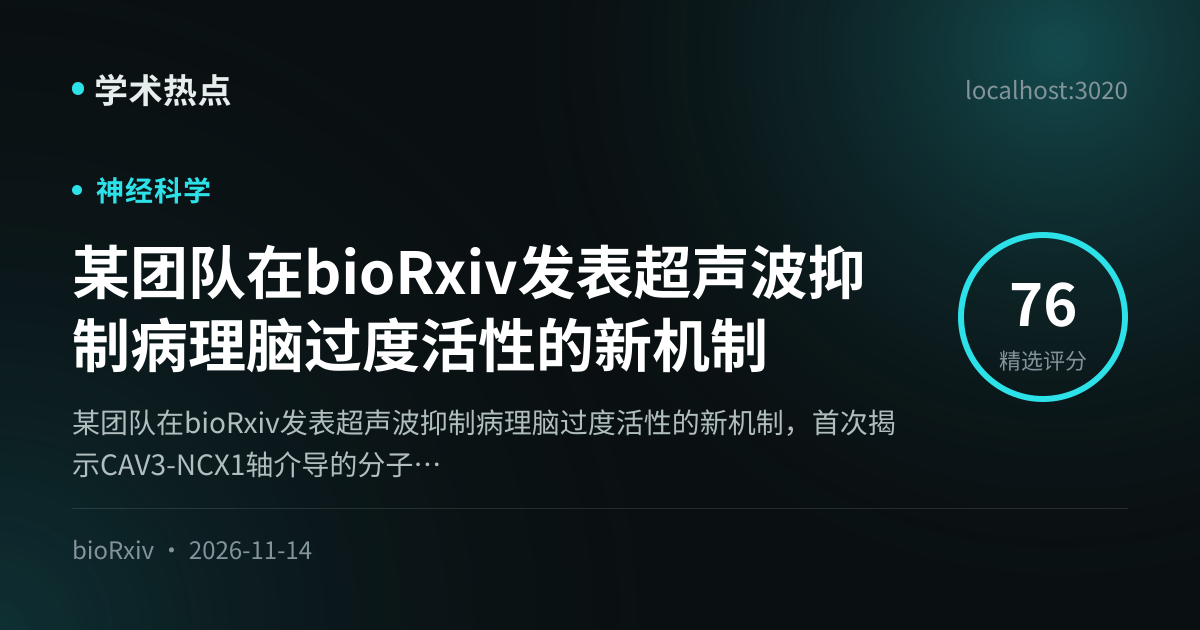 学术热点
localhost:3020
神经科学
某团队在bioRxiv发表超声波抑
制病理脑过度活性的新机制
76
精选评分
某团队在bioRxiv发表超声波抑制病理脑过度活性的新机制，首次揭
示CAV3-NCX1轴介导的分子…
bioRxiv · 2026-11-14